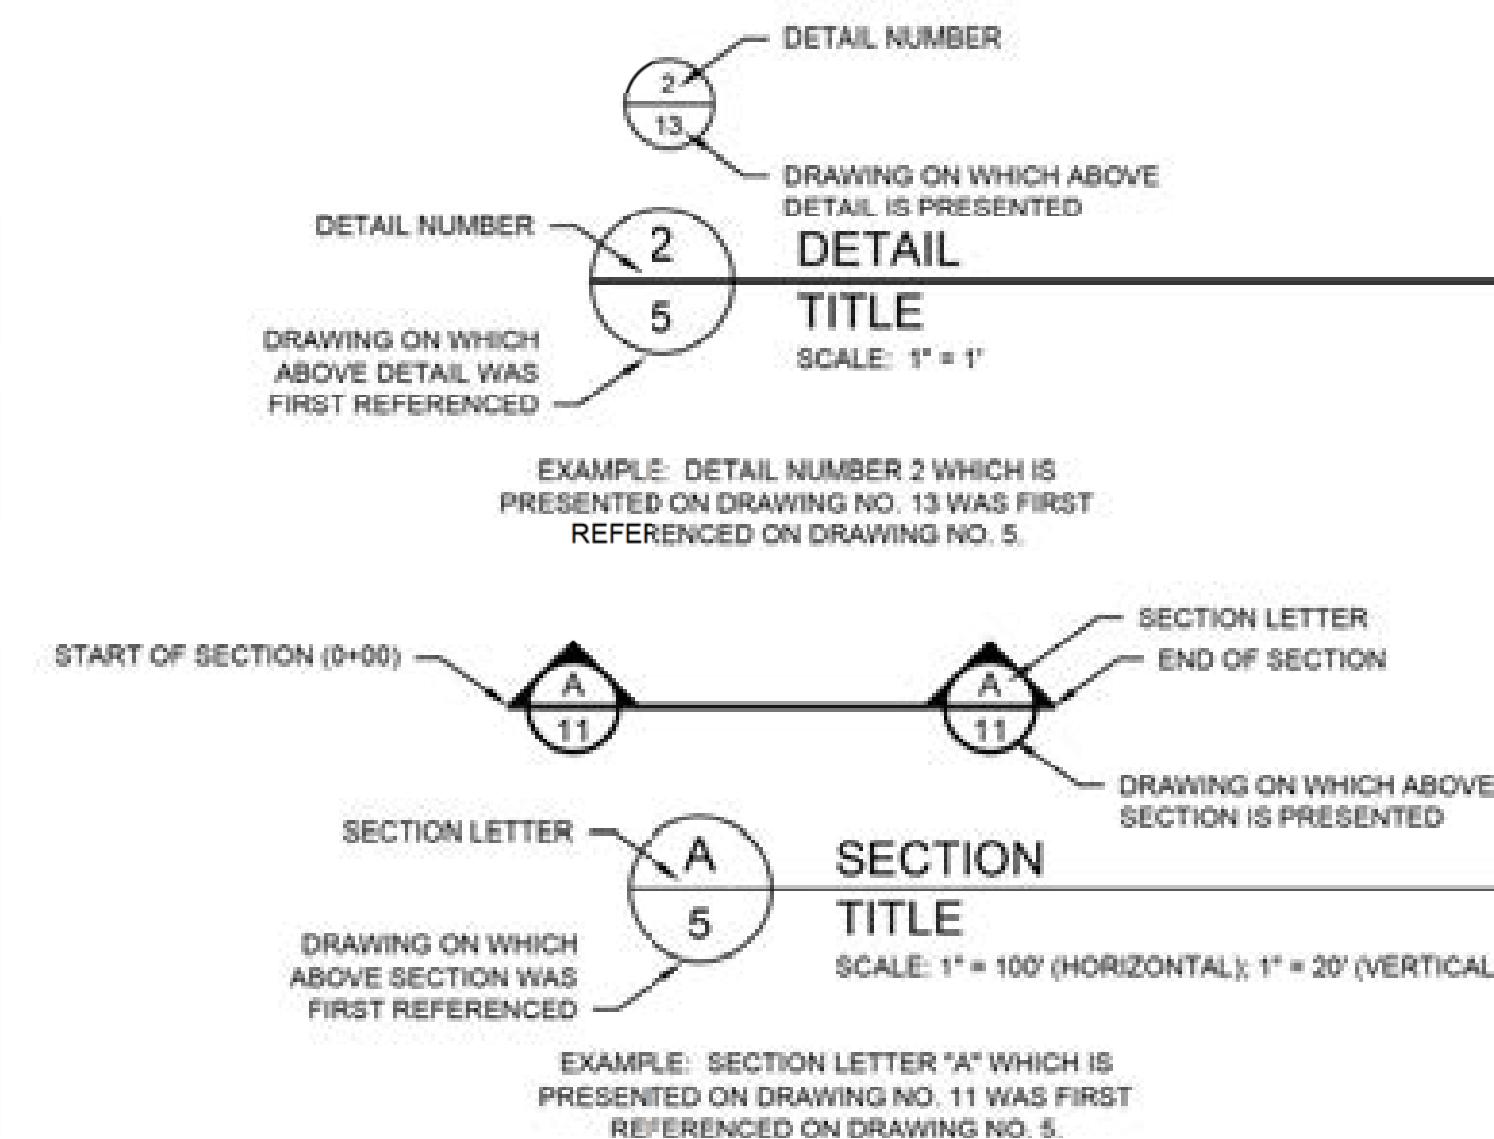 DETAIL NUMBER
2
13
DRAWING ON WHICH ABOVE
DETAIL IS PRESENTED
DETAIL NUMBER
2
5
DETAIL
TITLE
SCALE: 1" = 1'
DRAWING ON WHICH
ABOVE DETAIL WAS
FIRST REFERENCED
EXAMPLE: DETAIL NUMBER 2 WHICH IS
PRESENTED ON DRAWING NO. 13 WAS FIRST
REFERENCED ON DRAWING NO. 5.
SECTION LETTER
START OF SECTION (0+00)
END OF SECTION
A
11
A
11
DRAWING ON WHICH ABOVE
SECTION IS PRESENTED
SECTION LETTER
A
5
SECTION
TITLE
SCALE: 1" = 100' (HORIZONTAL); 1" = 20' (VERTICAL
DRAWING ON WHICH
ABOVE SECTION WAS
FIRST REFERENCED
EXAMPLE: SECTION LETTER "A" WHICH IS
PRESENTED ON DRAWING NO. 11 WAS FIRST
REFERENCED ON DRAWING NO. 5.